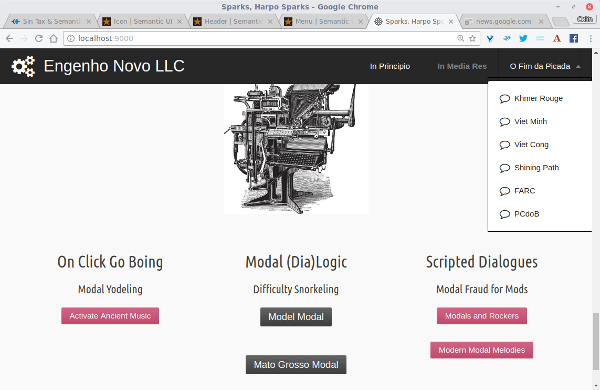 Sparks, Harpo Sparks - Google Chrome
Sin Tax & Semanti
Icon | Semantic UI
Header | Semantic
Menu | Semantic
Sparks, Harpo Spa
news.google.com
Colin
localhost:9000
Engenho Novo LLC
In Principio
In Media Res
O Fim da Picada
Khmer Rouge
Viet Minh
Viet Cong
Shining Path
FARC
PCdoB
On Click Go Boing
Modal (Dia)Logic
Scripted Dialogues
Modal Yodeling
Difficulty Snorkeling
Modal Fraud for Mods
Activate Ancient Music
Model Modal
Modals and Rockers
Mato Grosso Modal
Modern Modal Melodies